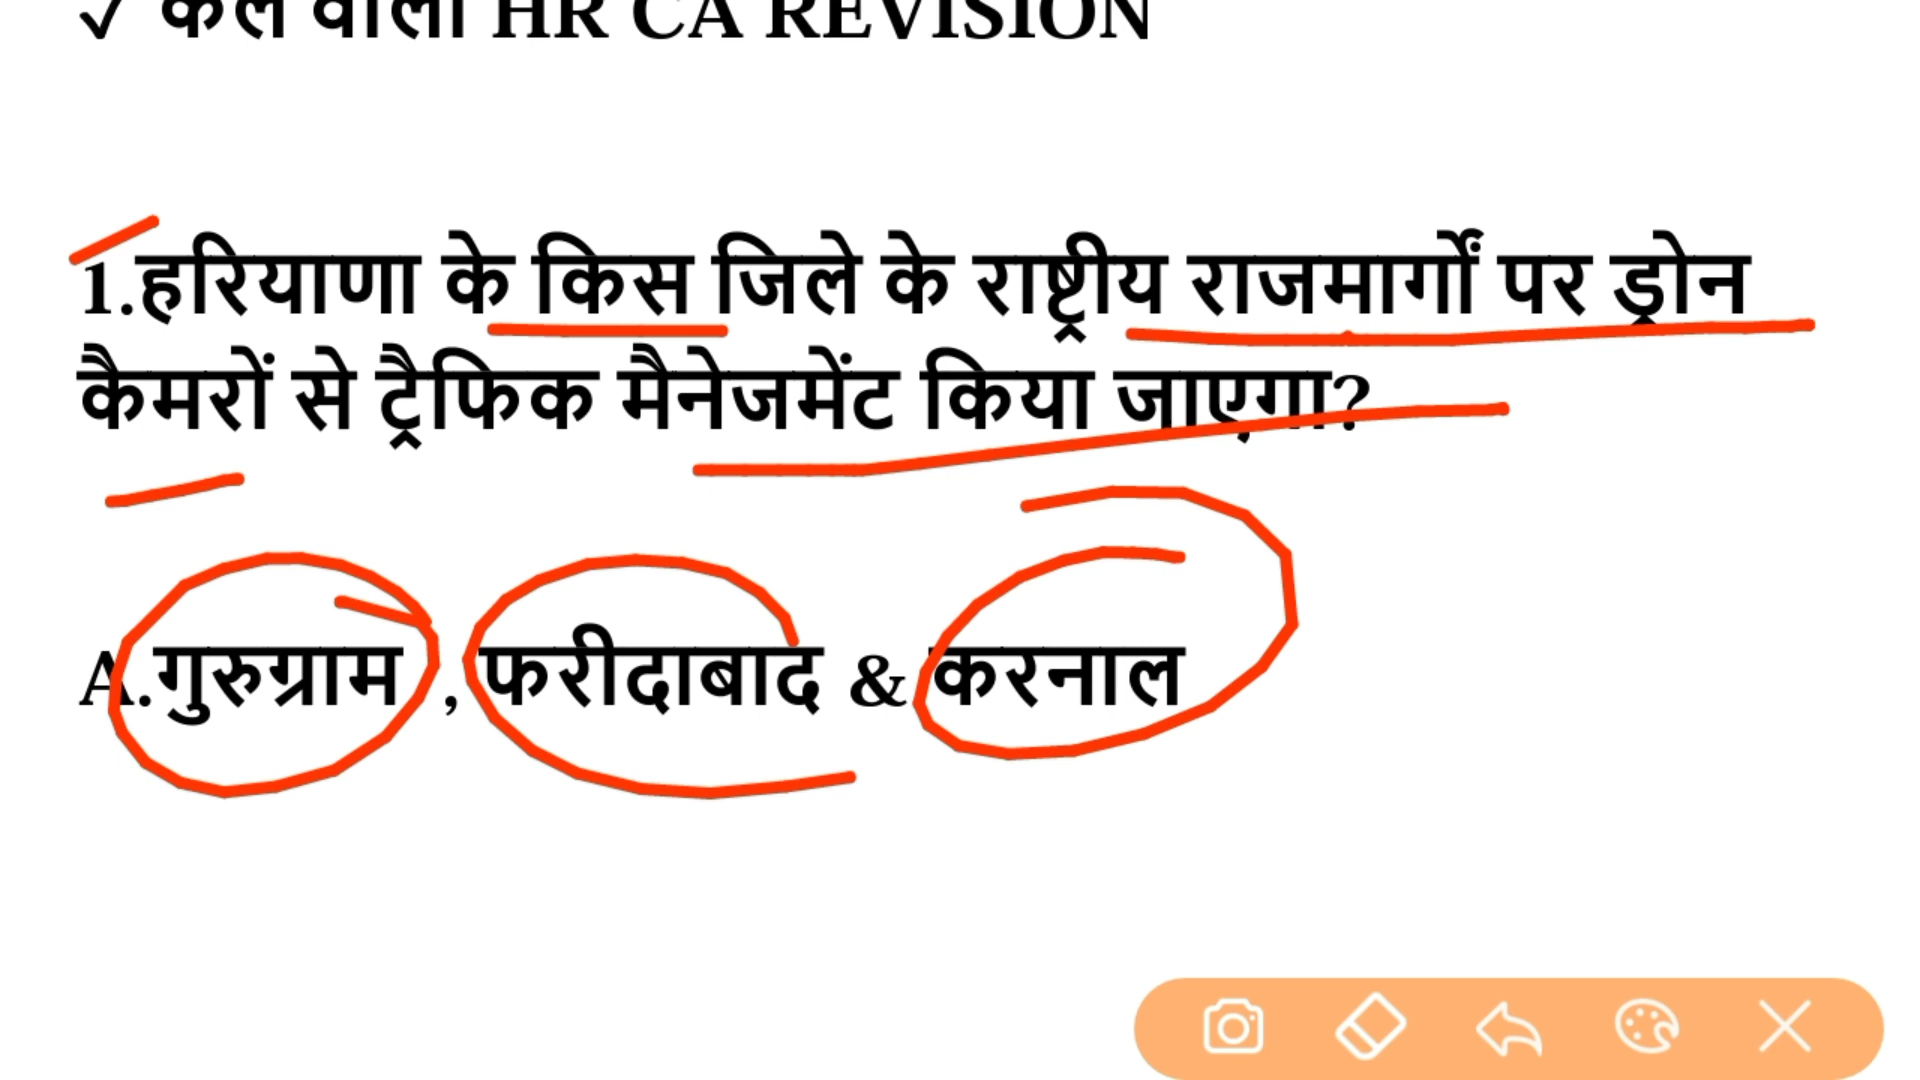 ✓ कल वाला HR CA REVISION
1.हरियाणा के किस जिले के राष्ट्रीय राजमार्गों पर ड्रोन
कैमरों से ट्रैफिक मैनेजमेंट किया जाएगा?
A.गुरुग्राम , फरीदाबाद & करनाल